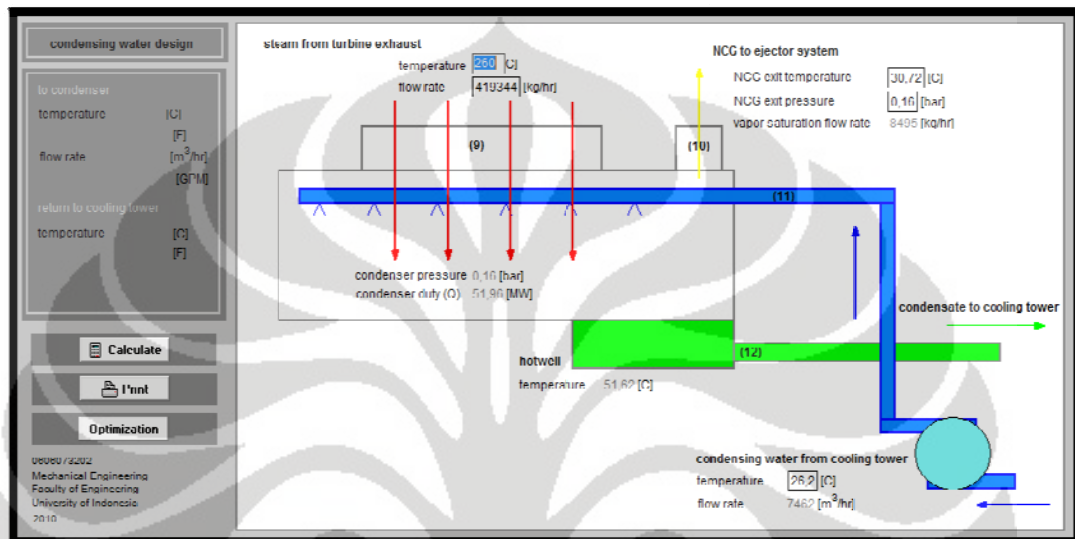 condensing water design
to condenser
temperature [C]
[F]
flow rate [m³/hr]
[GPM]
return to cooling tower
temperature [C]
[F]
Calculate
Print
Optimization
0606073202
Mechanical Engineering
Faculty of Engineering
University of Indonesia
2010
steam from turbine exhaust
temperature 260 [C]
flow rate 419344 [kg/hr]
NCG to ejector system
NCG exit temperature 30,72 [C]
NCG exit pressure 0,16 [bar]
vapor saturation flow rate 8495 [kg/hr]
(9)
(10)
(11)
condenser pressure 0,16 [bar]
condenser duty (Q) 51,96 [MW]
condensate to cooling tower
(12)
hotwell
temperature 51,62 [C]
condensing water from cooling tower
temperature 26,2 [C]
flow rate 7462 [m³/hr]